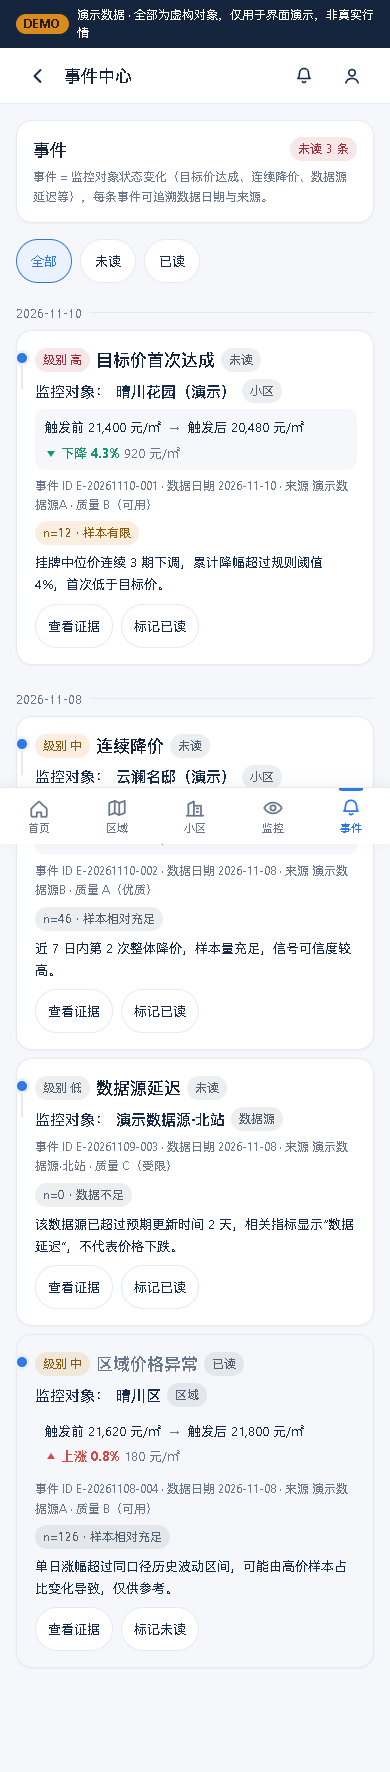 DEMO
演示数据 · 全部为虚构对象，仅用于界面演示，非真实行
情
事件中心
事件
未读 3 条
事件 = 监控对象状态变化（目标价达成、连续降价、数据源
延迟等），每条事件可追溯数据日期与来源。
全部
未读
已读
2026-11-10
级别 高 目标价首次达成 未读
监控对象： 晴川花园（演示） 小区
触发前 21,400 元/㎡ → 触发后 20,480 元/㎡
▼ 下降 4.3% 920 元/㎡
事件 ID E-20261110-001 · 数据日期 2026-11-10 · 来源 演示数
据源A · 质量 B（可用）
n=12 · 样本有限
挂牌中位价连续 3 期下调，累计降幅超过规则阈值
4%，首次低于目标价。
查看证据
标记已读
2026-11-08
级别 中 连续降价 未读
监控对象： 云澜名邸（演示） 小区
首页
区域
小区
监控
事件
事件 ID E-20261110-002 · 数据日期 2026-11-08 · 来源 演示数
据源B · 质量 A（优质）
n=46 · 样本相对充足
近 7 日内第 2 次整体降价，样本量充足，信号可信度较
高。
查看证据
标记已读
级别 低 数据源延迟 未读
监控对象： 演示数据源·北站 数据源
事件 ID E-20261109-003 · 数据日期 2026-11-08 · 来源 演示数
据源·北站 · 质量 C（受限）
n=0 · 数据不足
该数据源已超过预期更新时间 2 天，相关指标显示“数据
延迟”，不代表价格下跌。
查看证据
标记已读
级别 中 区域价格异常 已读
监控对象： 晴川区 区域
触发前 21,620 元/㎡ → 触发后 21,800 元/㎡
▲ 上涨 0.8% 180 元/㎡
事件 ID E-20261108-004 · 数据日期 2026-11-08 · 来源 演示数
据源A · 质量 B（可用）
n=126 · 样本相对充足
单日涨幅超过同口径历史波动区间，可能由高价样本占
比变化导致，仅供参考。
查看证据
标记未读